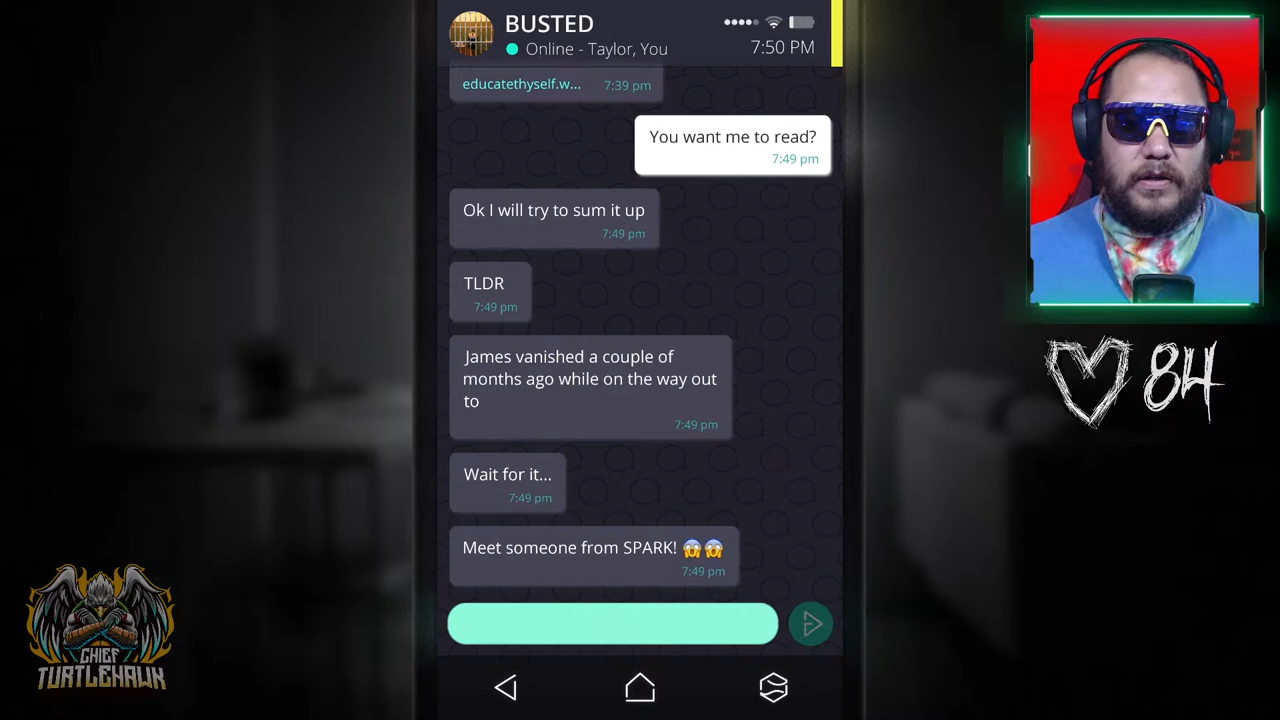 BUSTED
Online - Taylor, You
7:50 PM
educatethyself.w...
7:39 pm
You want me to read?
7:49 pm
Ok I will try to sum it up
7:49 pm
TLDR
7:49 pm
James vanished a couple of
months ago while on the way out
to
7:49 pm
Wait for it...
7:49 pm
Meet someone from SPARK! 😱😱
7:49 pm
84
CHIEF
TURTLEHAWK